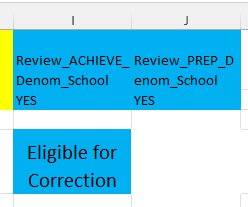 I J
Review_ACHIEVE_ Review_PREP_D
Denom_School enom_School
YES YES
Eligible for
Correction